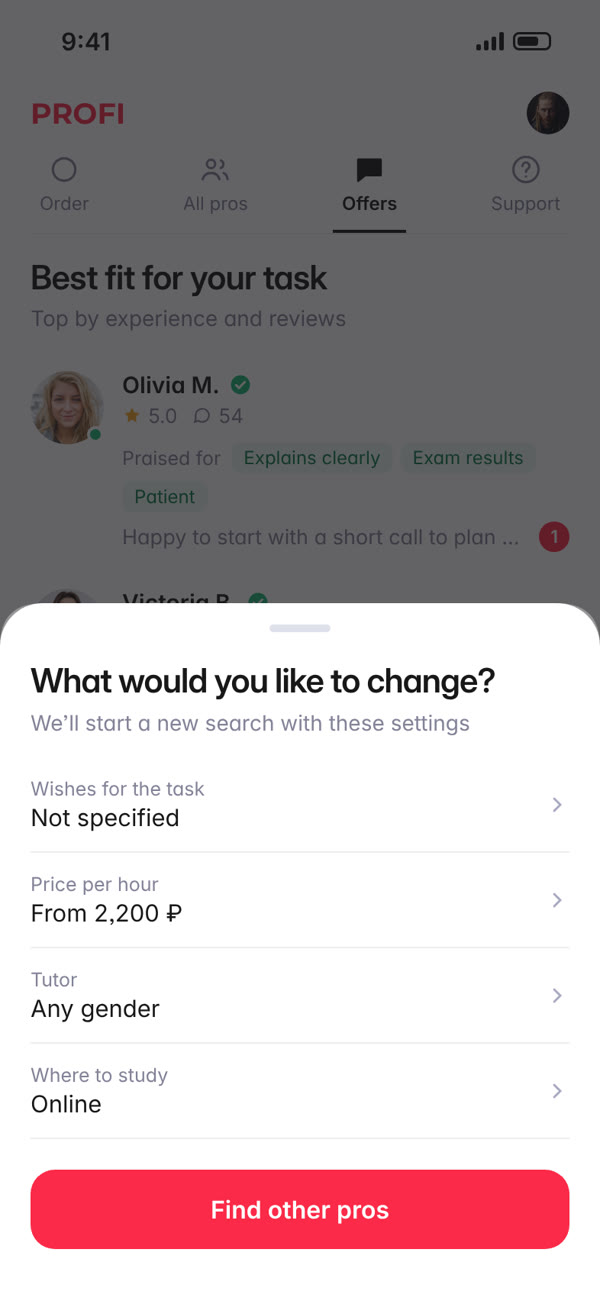 9:41
PROFI
Order
All pros
Offers
Support
Best fit for your task
Top by experience and reviews
Olivia M.
5.0 54
Praised for Explains clearly Exam results
Patient
Happy to start with a short call to plan ... 1
Victoria B.
What would you like to change?
We’ll start a new search with these settings
Wishes for the task
Not specified
Price per hour
From 2,200 ₽
Tutor
Any gender
Where to study
Online
Find other pros